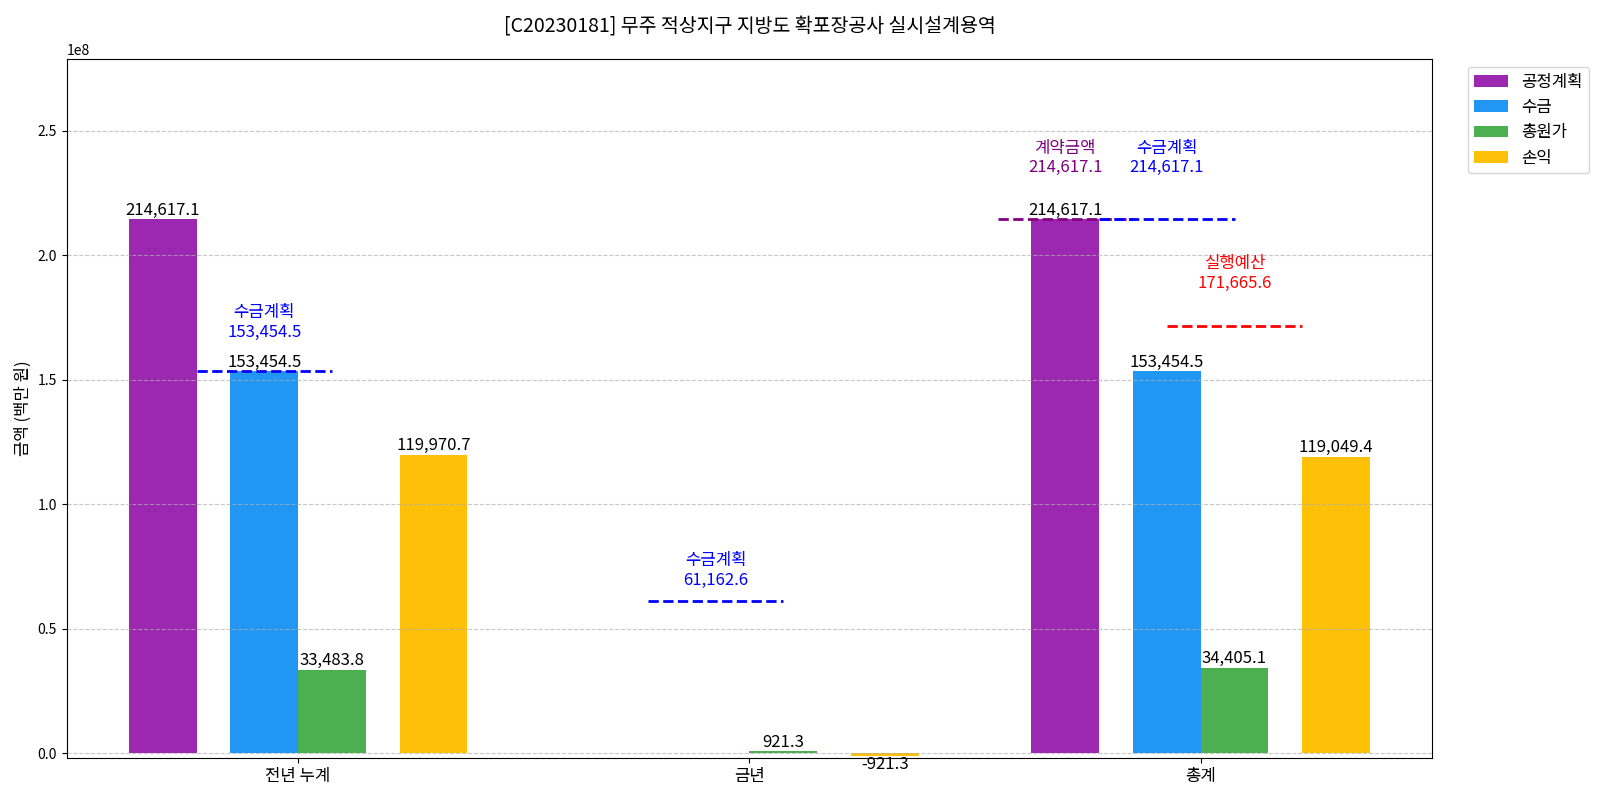 [C20230181] 무주 적상지구 지방도 확포장공사 실시설계용역
1e8
공정계획
수금
총원가
손익
2.5
2.0
1.5
1.0
0.5
0.0
금액 (백만 원)
214,617.1
수금계획
153,454.5
153,454.5
33,483.8
119,970.7
수금계획
61,162.6
921.3
-921.3
계약금액
214,617.1
수금계획
214,617.1
214,617.1
실행예산
171,665.6
153,454.5
34,405.1
119,049.4
전년 누계
금년
총계